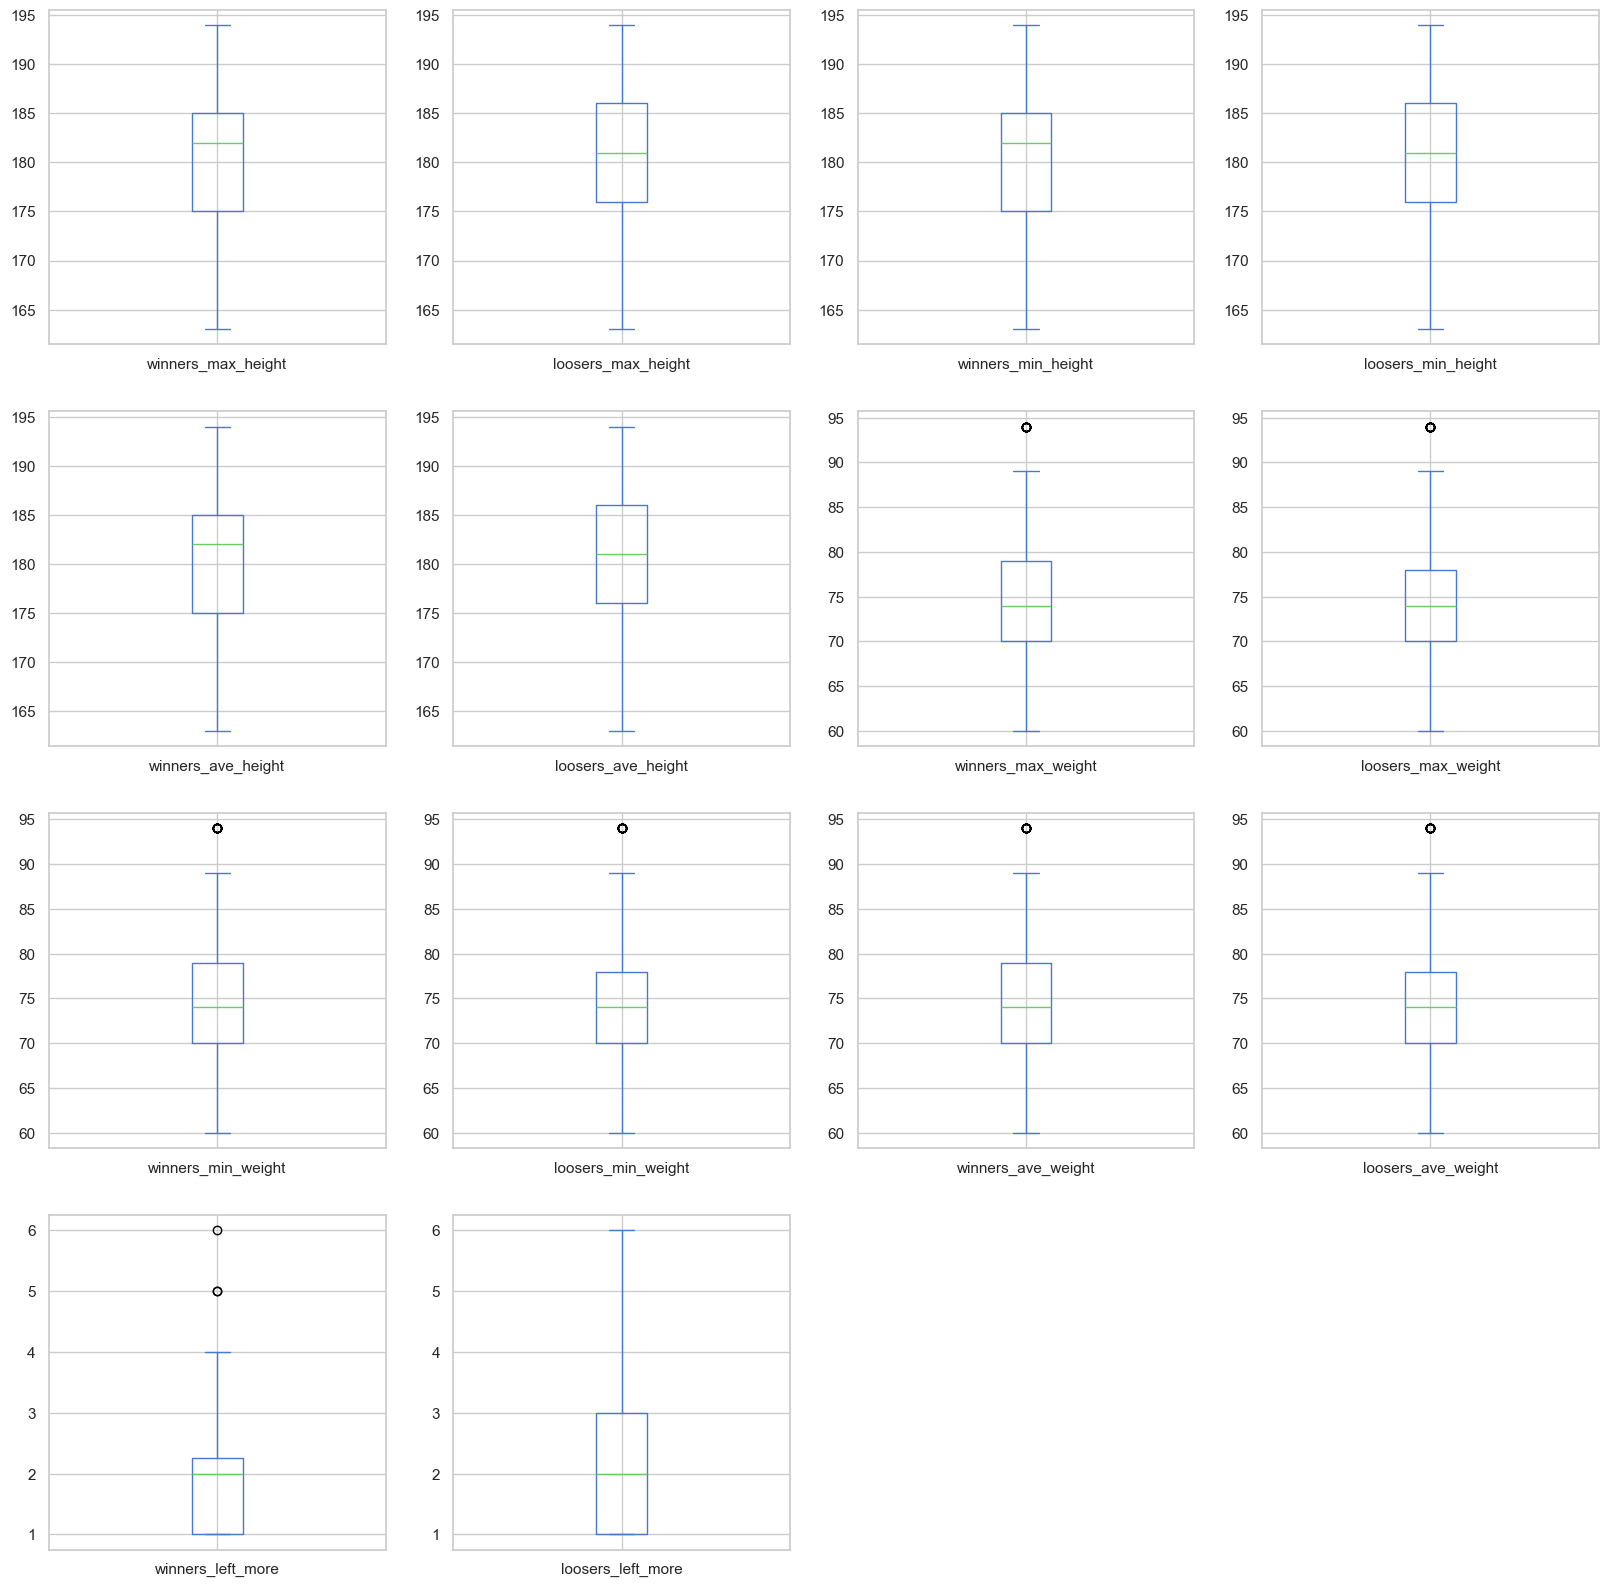 195 195 195 195
190 190 190 190
185 185 185 185
180 180 180 180
175 175 175 175
170 170 170 170
165 165 165 165
winners_max_height loosers_max_height winners_min_height loosers_min_height
195 195 95 95
190 190 90 90
185 185 85 85
180 180 80 80
175 175 75 75
170 170 70 70
165 165 65 65
60 60
winners_ave_height loosers_ave_height winners_max_weight loosers_max_weight
95 95 95 95
90 90 90 90
85 85 85 85
80 80 80 80
75 75 75 75
70 70 70 70
65 65 65 65
60 60 60 60
winners_min_weight loosers_min_weight winners_ave_weight loosers_ave_weight
6 6
5 5
4 4
3 3
2 2
1 1
winners_left_more loosers_left_more